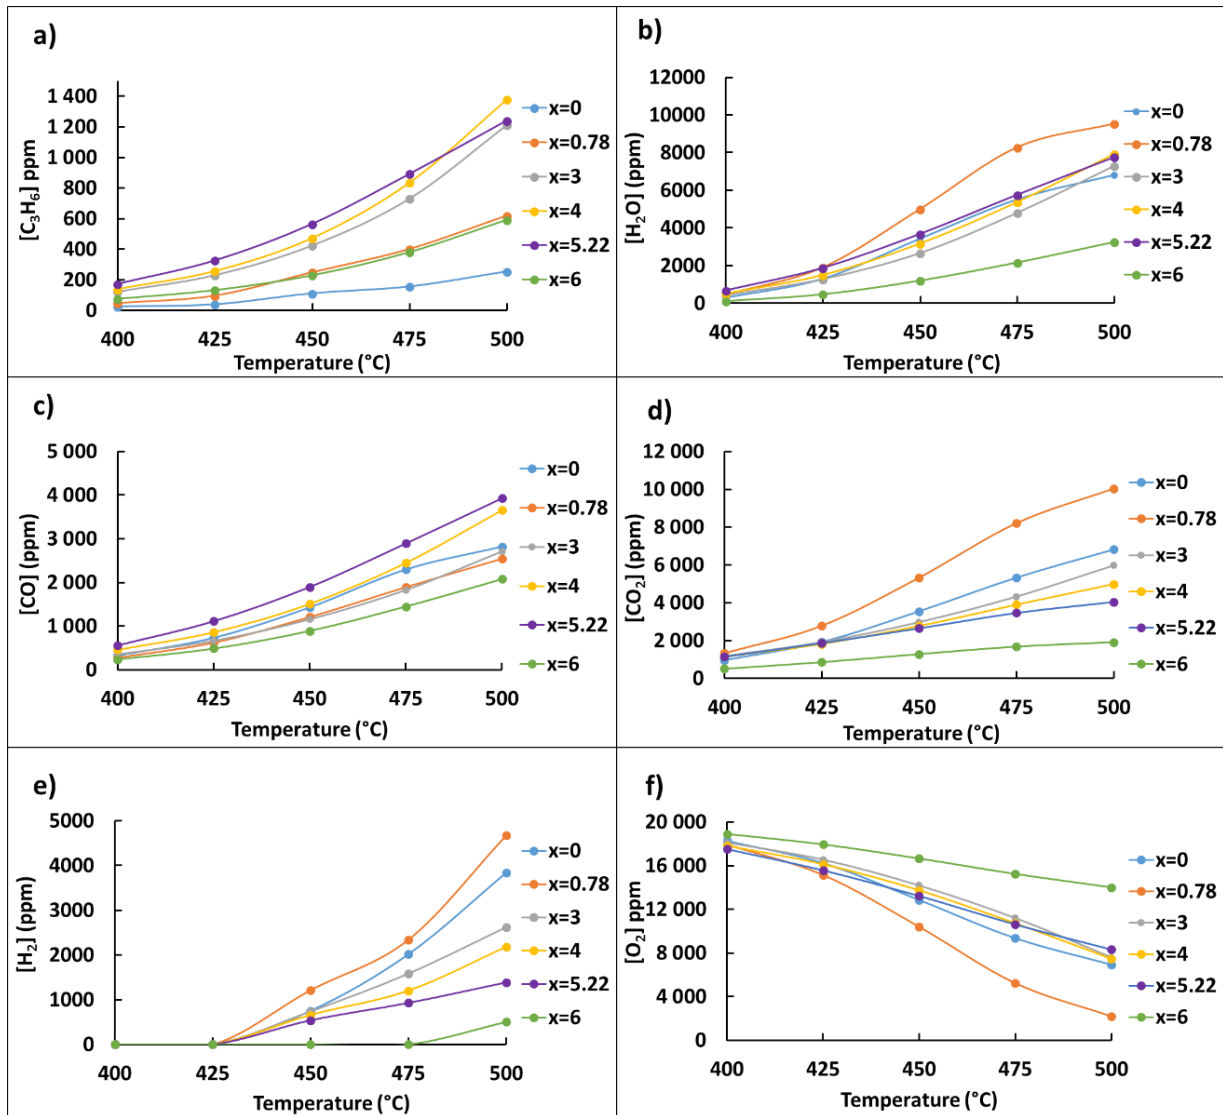 a)
1 400
1 200
1 000
800
600
400
200
0
[C₃H₆] ppm
400 425 450 475 500
Temperature (°C)
x=0
x=0.78
x=3
x=4
x=5.22
x=6
b)
12000
10000
8000
6000
4000
2000
0
[H₂O] (ppm)
400 425 450 475 500
Temperature (°C)
x=0
x=0.78
x=3
x=4
x=5.22
x=6
c)
5 000
4 000
3 000
2 000
1 000
0
[CO] (ppm)
400 425 450 475 500
Temperature (°C)
x=0
x=0.78
x=3
x=4
x=5.22
x=6
d)
12 000
10 000
8 000
6 000
4 000
2 000
0
[CO₂] (ppm)
400 425 450 475 500
Temperature (°C)
x=0
x=0.78
x=3
x=4
x=5.22
x=6
e)
5000
4000
3000
2000
1000
0
[H₂] (ppm)
400 425 450 475 500
Temperature (°C)
x=0
x=0.78
x=3
x=4
x=5.22
x=6
f)
20 000
16 000
12 000
8 000
4 000
0
[O₂] ppm
400 425 450 475 500
Temperature (°C)
x=0
x=0.78
x=3
x=4
x=5.22
x=6